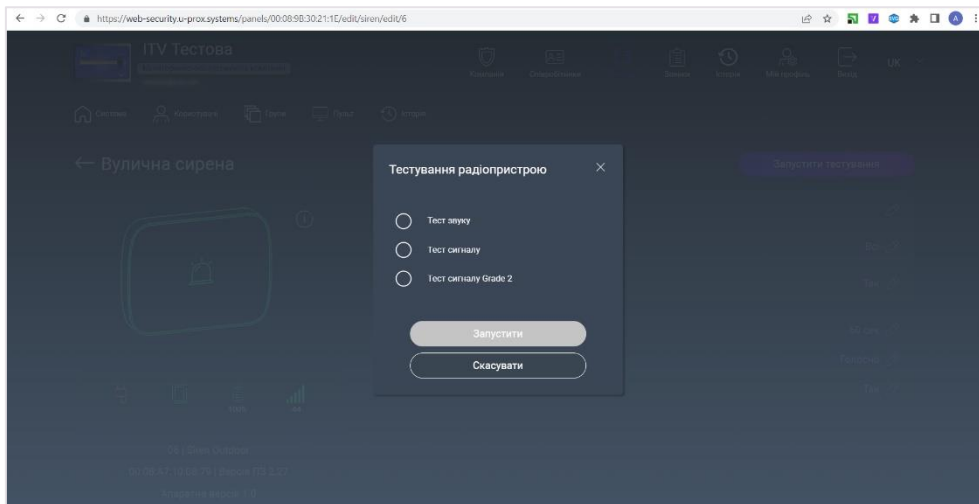 https://web-security.u-prox.systems/panels/00:08:9B:30:21:1E/edit/siren/edit/6
ITV Тестова
Компанія
Співробітники
Заявки
Історія
Мій профіль
Вихід
UK
Система
Користувачі
Групи
Пульт
Історія
← Вулична сирена
Запустити тестування
Тестування радіопристрою
Тест звуку
Тест сигналу
Тест сигналу Grade 2
Запустити
Скасувати
100%